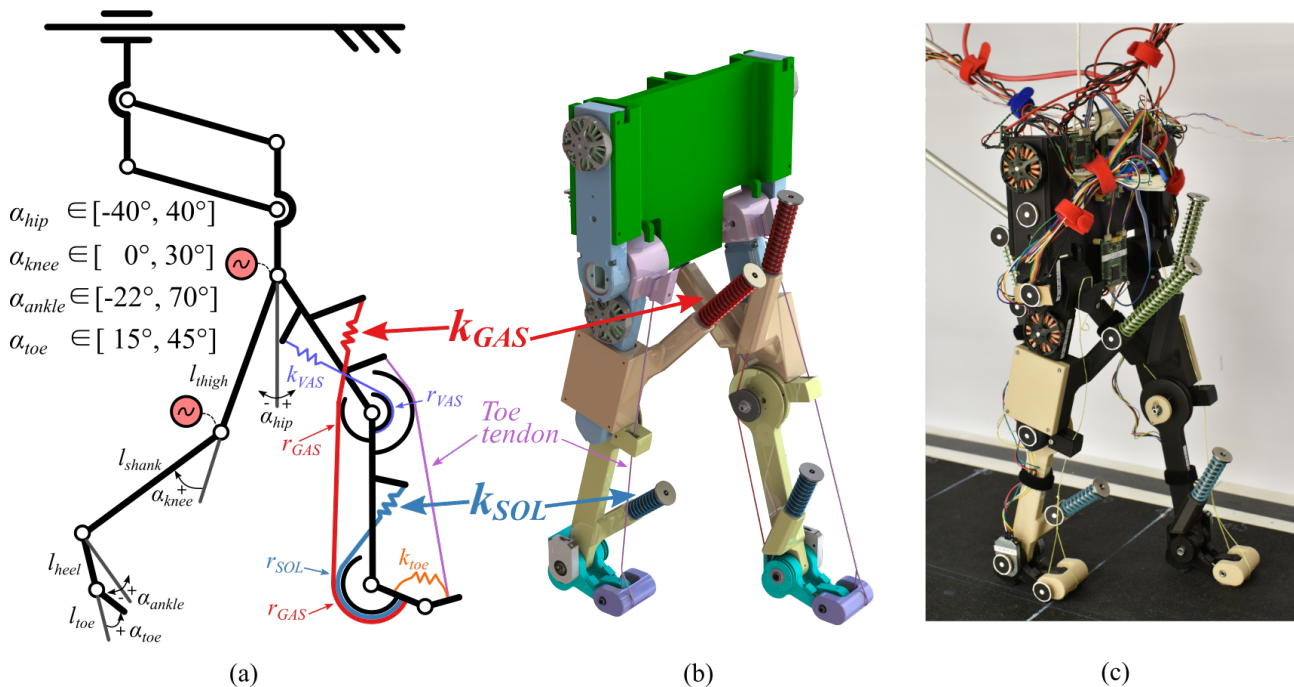 α_hip ∈ [-40°, 40°]
α_knee ∈ [ 0°, 30°]
α_ankle ∈ [-22°, 70°]
α_toe ∈ [ 15°, 45°]
l_thigh
- +
α_hip
l_shank
+
α_knee
l_heel
- +
α_ankle
l_toe
+ α_toe
k_VAS
r_VAS
r_GAS
k_GAS
Toe
tendon
k_SOL
r_SOL
k_toe
r_GAS
(a)
(b)
(c)